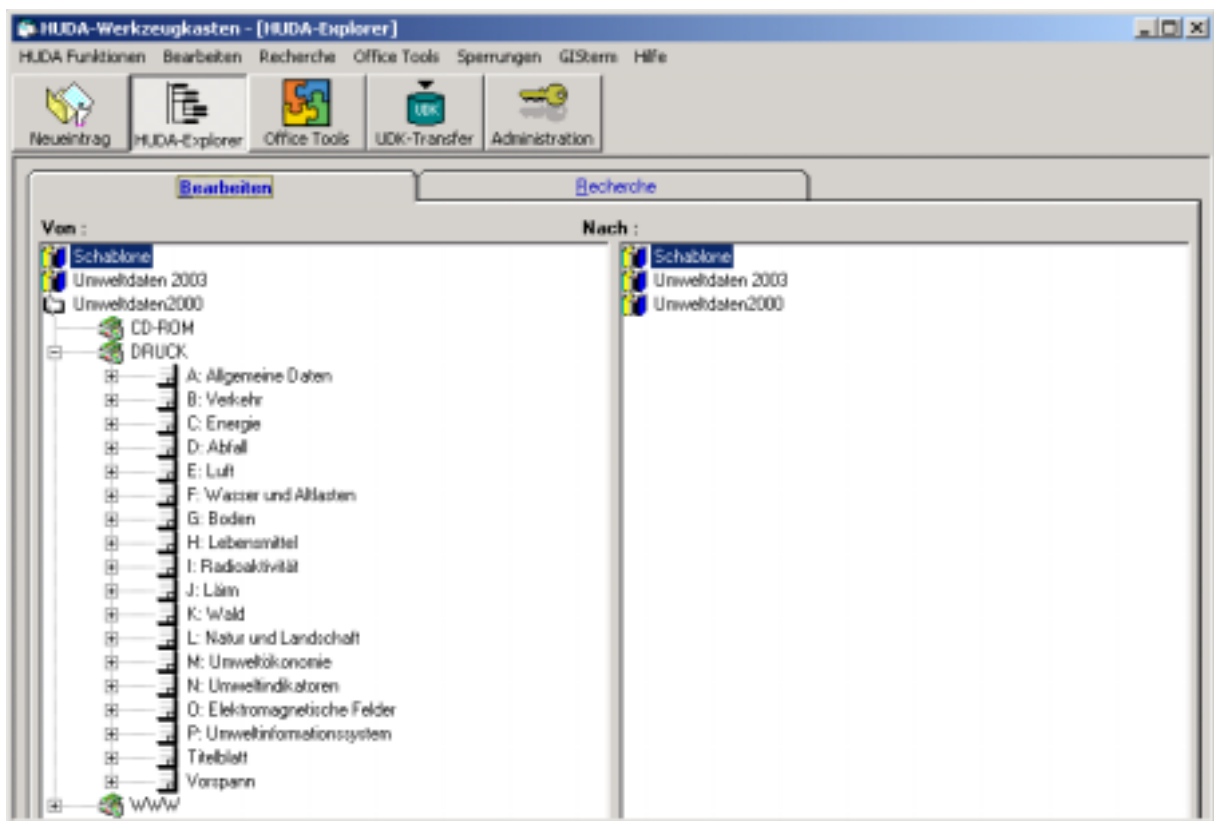 HUDA-Werkzeugkasten - [HUDA-Explorer]
HUDA Funktionen Bearbeiten Recherche Office Tools Sperrungen GISterm Hilfe
UDK
Neueintrag HUDA-Explorer Office Tools UDK-Transfer Administration
Bearbeiten Recherche
Von : Nach :
Schablone Schablone
Umweltdaten 2003 Umweltdaten 2003
Umweltdaten2000 Umweltdaten2000
CD-ROM
DRUCK
A: Allgemeine Daten
B: Verkehr
C: Energie
D: Abfall
E: Luft
F: Wasser und Altlasten
G: Boden
H: Lebensmittel
I: Radioaktivität
J: Lärm
K: Wald
L: Natur und Landschaft
M: Umweltökonomie
N: Umweltindikatoren
O: Elektromagnetische Felder
P: Umweltinformationssystem
Titelblatt
Vorspann
WWW